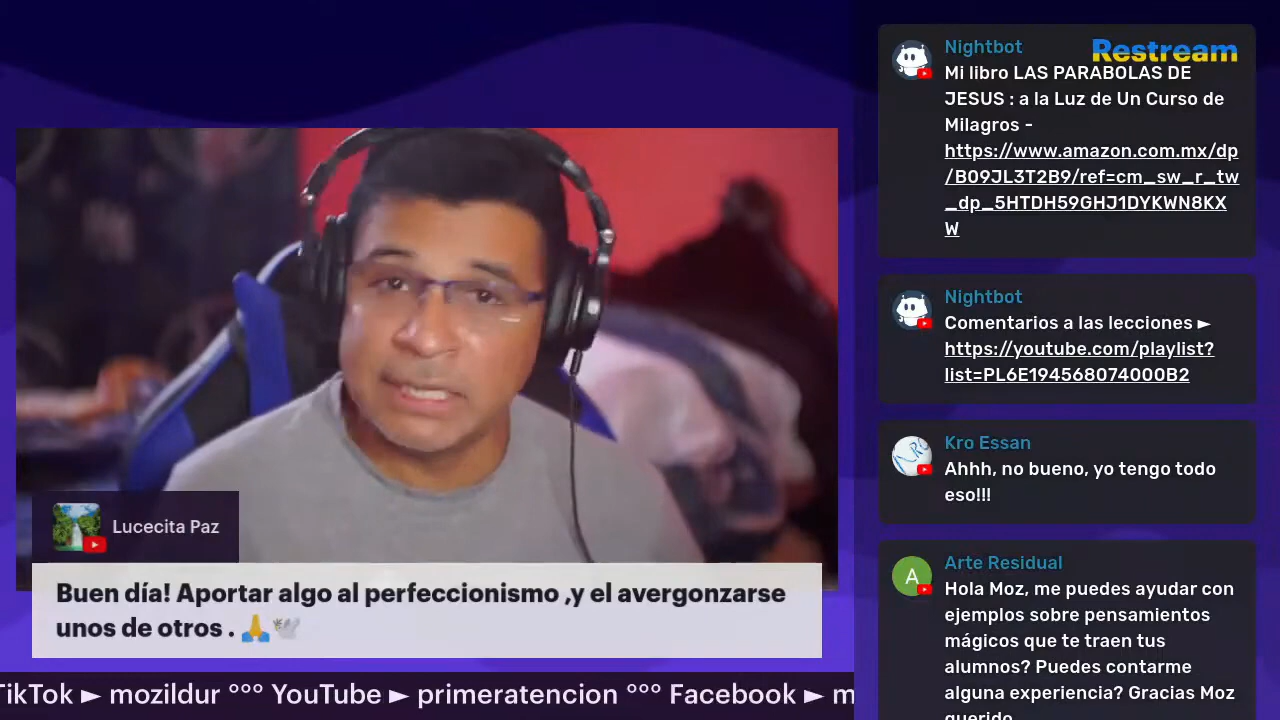 Nightbot
Restream
Mi libro LAS PARABOLAS DE
JESUS : a la Luz de Un Curso de
Milagros -
https://www.amazon.com.mx/dp
/B09JL3T2B9/ref=cm_sw_r_tw
_dp_5HTDH59GHJ1DYKWN8KX
W
Nightbot
Comentarios a las lecciones ►
https://youtube.com/playlist?
list=PL6E194568074000B2
Kro Essan
Ahhh, no bueno, yo tengo todo
eso!!!
A
Arte Residual
Hola Moz, me puedes ayudar con
ejemplos sobre pensamientos
mágicos que te traen tus
alumnos? Puedes contarme
alguna experiencia? Gracias Moz
querido
Lucecita Paz
Buen día! Aportar algo al perfeccionismo ,y el avergonzarse
unos de otros . 🙏🕊️
TikTok ► mozildur °°° YouTube ► primeratencion °°° Facebook ► m